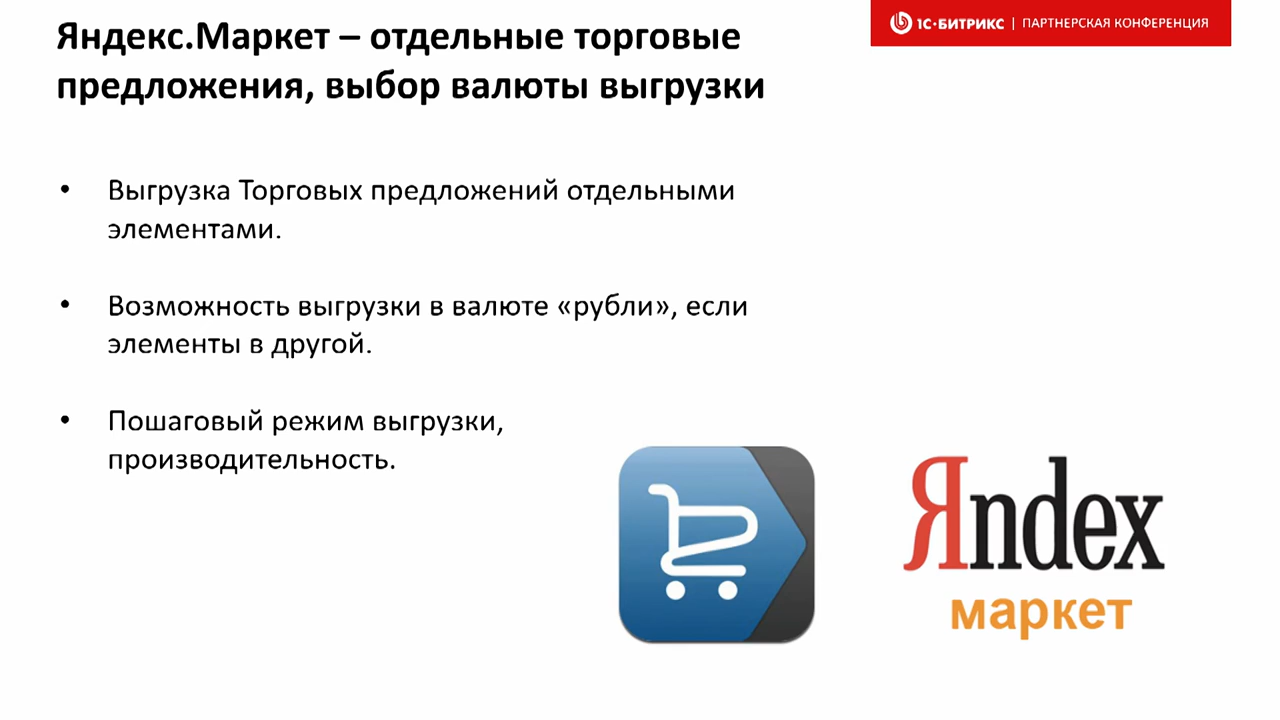 Яндекс.Маркет – отдельные торговые
предложения, выбор валюты выгрузки
1С·БИТРИКС | ПАРТНЕРСКАЯ КОНФЕРЕНЦИЯ
• Выгрузка Торговых предложений отдельными
элементами.
• Возможность выгрузки в валюте «рубли», если
элементы в другой.
• Пошаговый режим выгрузки,
производительность.
Яndex
маркет